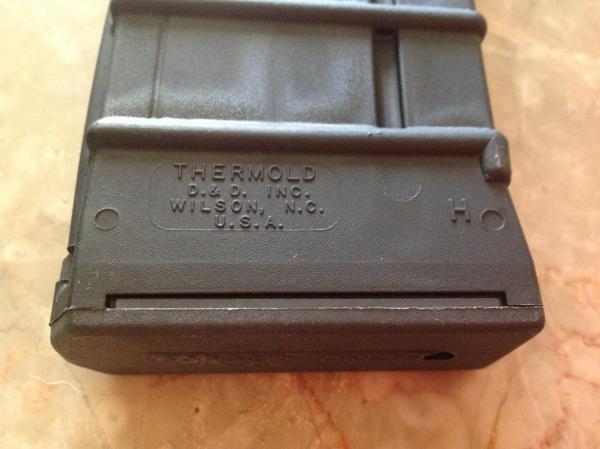 THERMOLD
D.& D. INC.
WILSON, N.C.
U.S.A.
H